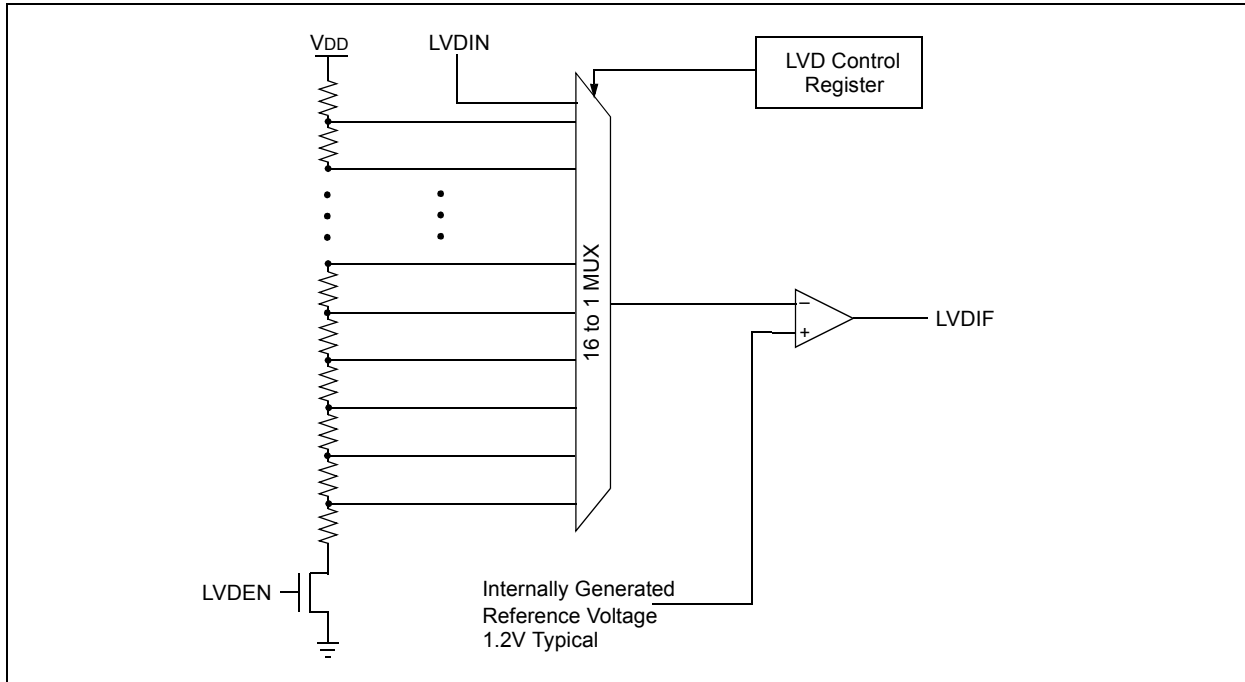 VDD
LVDIN
LVD Control
Register
16 to 1 MUX
−
+
LVDIF
LVDEN
Internally Generated
Reference Voltage
1.2V Typical